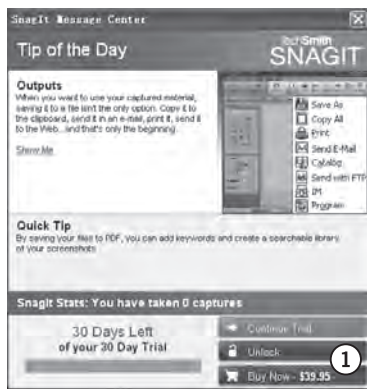 SnagIt Message Center
Tip of the Day
TechSmith
SNAGIT
Outputs
When you want to use your captured material,
saving it to a file isn't the only option. Copy it to
the clipboard, send it in an e-mail, print it, send it
to the Web...and that's only the beginning.
Show Me
Save As
Copy All
Print
Send E-Mail
Catalog
Send with FTP
IM
Program
Quick Tip
By saving your files to PDF, you can add keywords and create a searchable library
of your screenshots
SnagIt Stats: You have taken 0 captures
30 Days Left
of your 30 Day Trial
Continue Trial
Unlock
Buy Now - $39.95
1